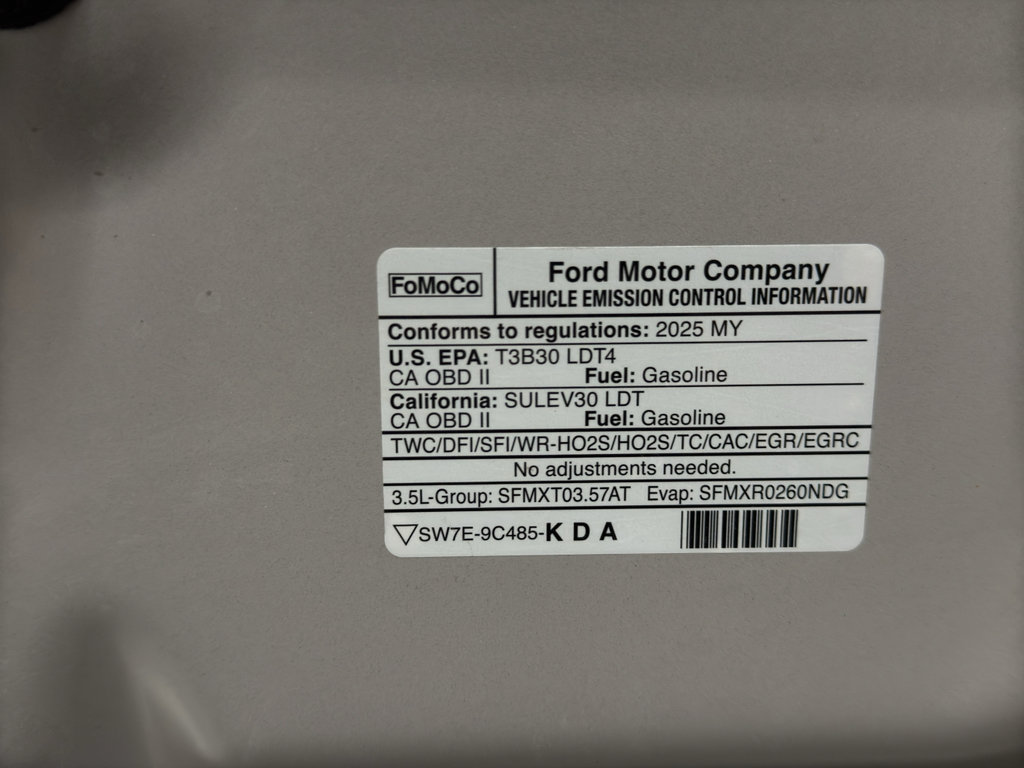 FoMoCo
Ford Motor Company
VEHICLE EMISSION CONTROL INFORMATION
Conforms to regulations: 2025 MY
U.S. EPA: T3B30 LDT4
CA OBD II Fuel: Gasoline
California: SULEV30 LDT
CA OBD II Fuel: Gasoline
TWC/DFI/SFI/WR-HO2S/HO2S/TC/CAC/EGR/EGRC
No adjustments needed.
3.5L-Group: SFMXT03.57AT Evap: SFMXR0260NDG
SW7E-9C485-K D A